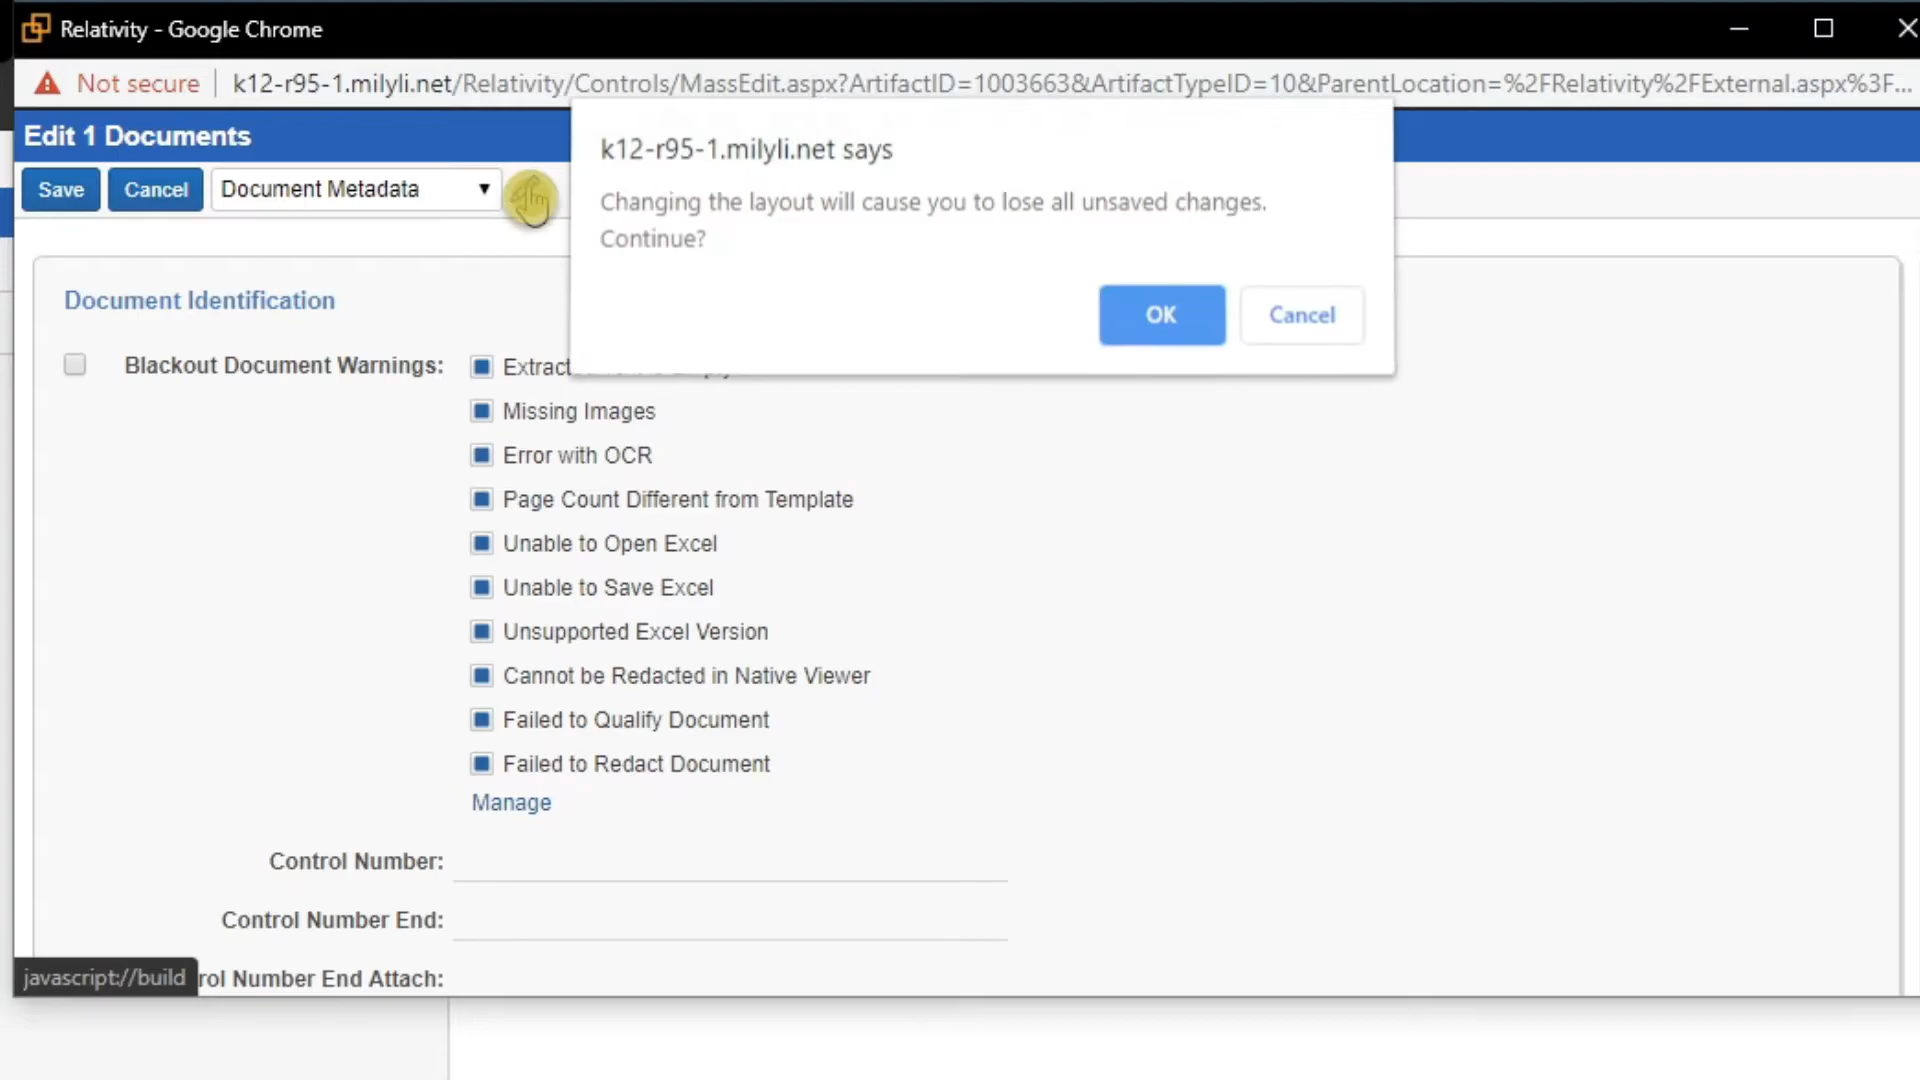 Relativity - Google Chrome
Not secure
k12-r95-1.milyli.net/Relativity/Controls/MassEdit.aspx?ArtifactID=1003663&ArtifactTypeID=10&ParentLocation=%2FRelativity%2FExternal.aspx%3F...
Edit 1 Documents
k12-r95-1.milyli.net says
Save
Cancel
Document Metadata
Changing the layout will cause you to lose all unsaved changes.
Continue?
OK
Cancel
Document Identification
Blackout Document Warnings:
Extract
Missing Images
Error with OCR
Page Count Different from Template
Unable to Open Excel
Unable to Save Excel
Unsupported Excel Version
Cannot be Redacted in Native Viewer
Failed to Qualify Document
Failed to Redact Document
Manage
Control Number:
Control Number End:
javascript://build
rol Number End Attach: